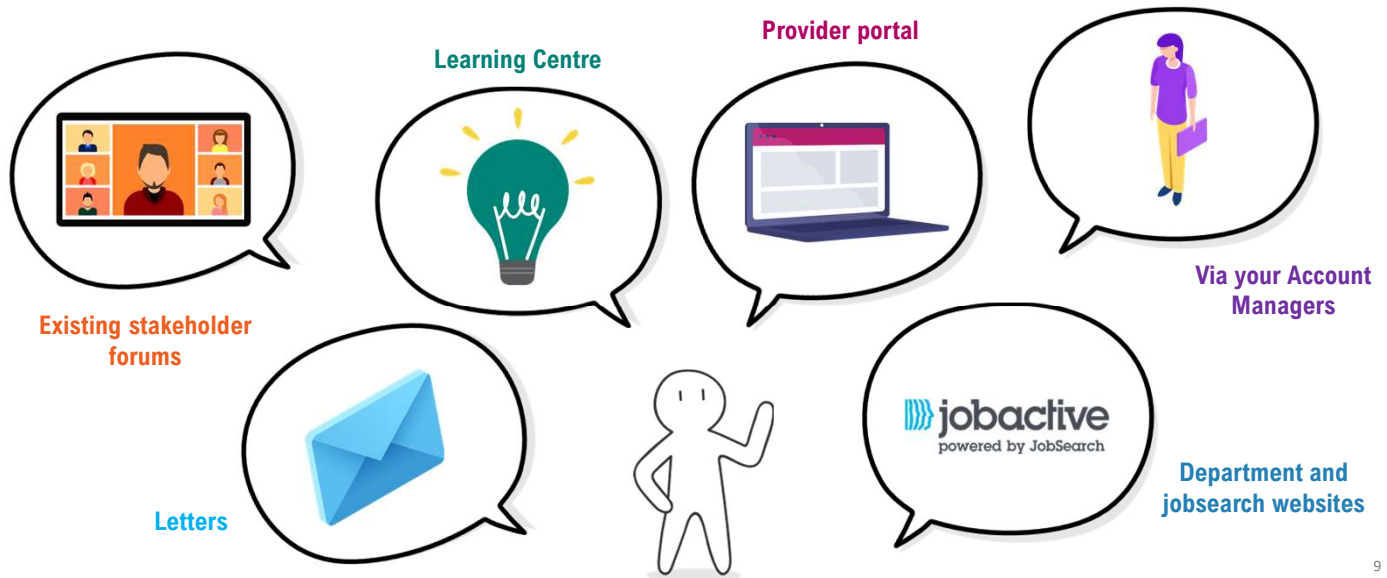 Provider portal
Learning Centre
Existing stakeholder
forums
Via your Account
Managers
jobactive
powered by JobSearch
Letters
Department and
jobsearch websites
9